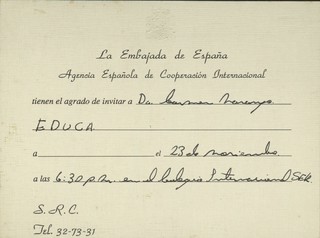 La Embajada de España
Agencia Española de Cooperación Internacional
tienen el agrado de invitar a Da Carmen Naranjo
EDUCA
a el 23 de noviembre
a las 6:30 p.m. en el Colegio Internacional SEK
S. R. C.
Tel. 32-73-31